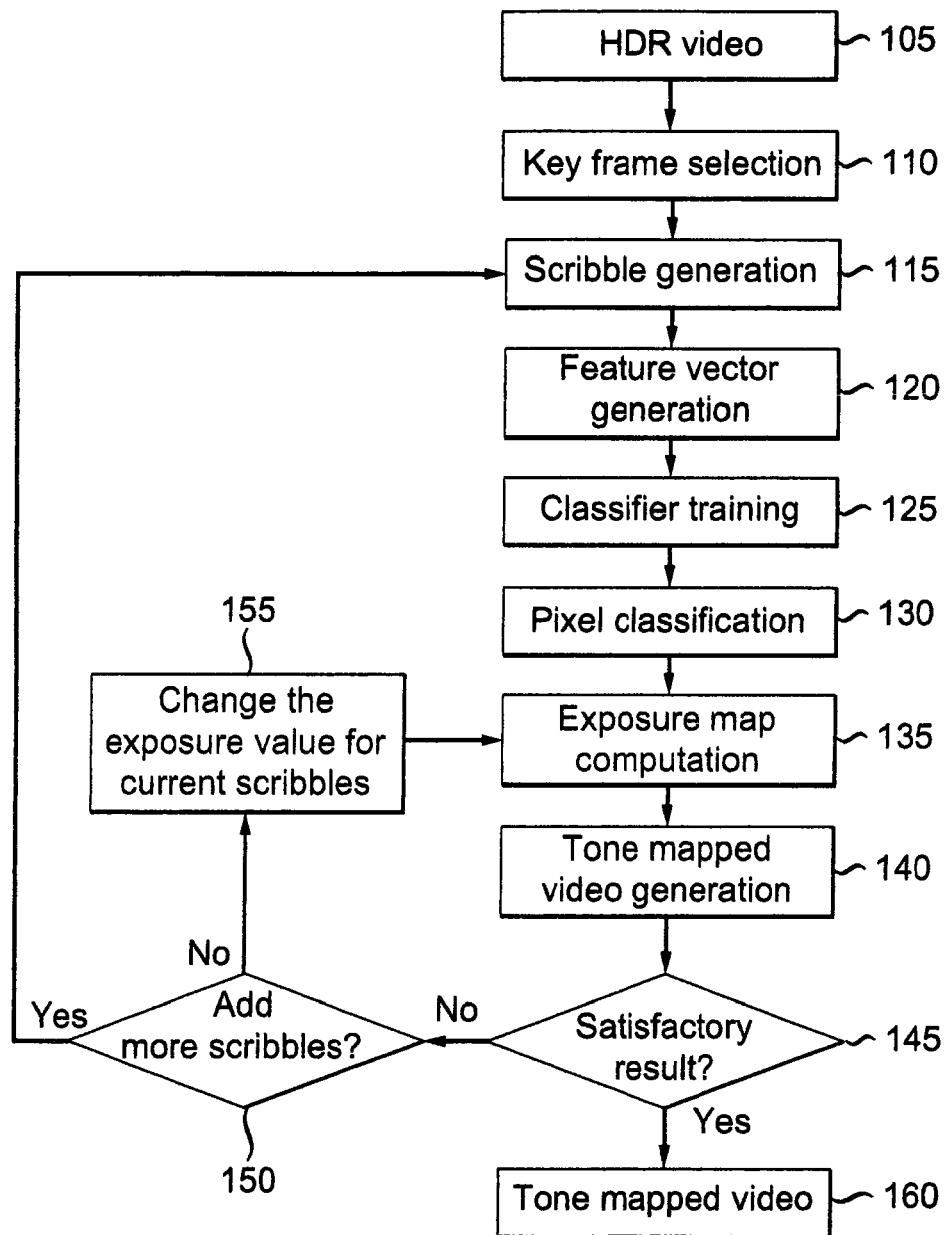 HDR video
105
Key frame selection
110
Scribble generation
115
Feature vector
generation
120
Classifier training
125
Pixel classification
130
155
Change the
exposure value for
current scribbles
Exposure map
computation
135
Tone mapped
video generation
140
No
Yes
Add
more scribbles?
No
Satisfactory
result?
145
150
Yes
Tone mapped video
160